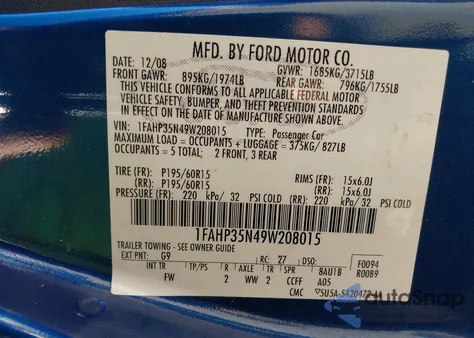 MFD. BY FORD MOTOR CO.
DATE: 12/08 GVWR: 1685KG/3715LB
FRONT GAWR: 895KG/1974LB REAR GAWR: 796KG/1755LB
THIS VEHICLE CONFORMS TO ALL APPLICABLE FEDERAL MOTOR
VEHICLE SAFETY, BUMPER, AND THEFT PREVENTION STANDARDS
IN EFFECT ON THE DATE OF MANUFACTURE SHOWN ABOVE.
VIN: 1FAHP35N49W208015 TYPE: Passenger Car
MAXIMUM LOAD = OCCUPANTS + LUGGAGE = 375KG/ 827LB
OCCUPANTS = 5 TOTAL: 2 FRONT, 3 REAR
TIRE (FR): P195/60R15 RIMS (FR): 15x6.0J
(RR): P195/60R15 (RR): 15x6.0J
PRESSURE (FR): 220 kPa/ 32 PSI COLD (RR): 220 kPa/ 32 PSI COLD
1FAHP35N49W208015
TRAILER TOWING - SEE OWNER GUIDE
EXT PNT: G9 RC: 27 DSO: F0094
R0089
INT TR TP/PS R AXLE TR SPR 8AU1B
FW 2 WW 2 CCFF A05
CMC
autoSnap